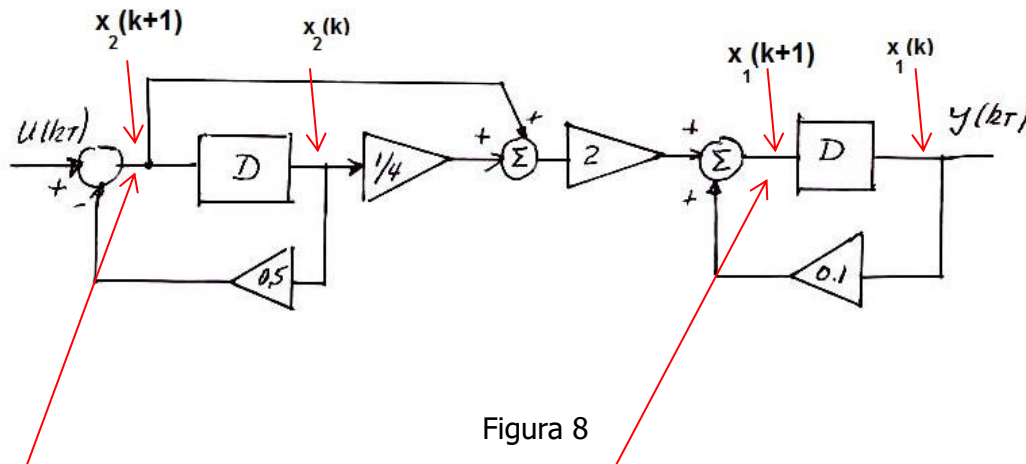 x₂(k+1)
x₂(k)
x₁(k+1)
x₁(k)
u(kT)
+
-
D
1/4
+
+
Σ
2
+
+
Σ
D
y(kT)
0,5
0.1
Figura 8